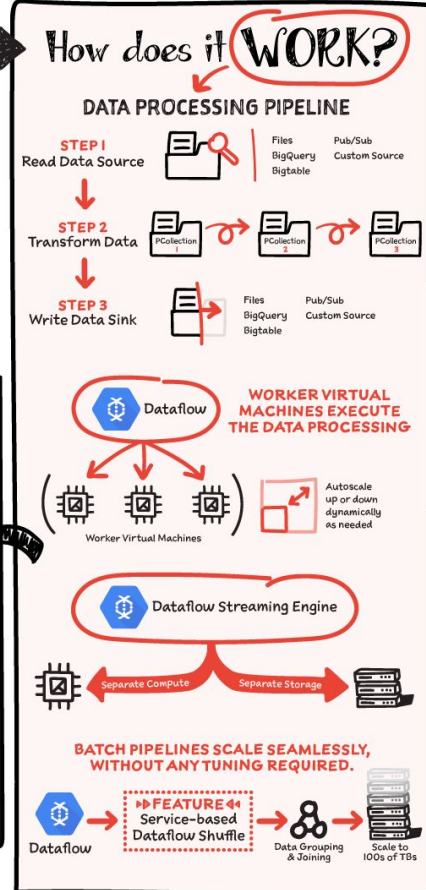 How does it WORK?
DATA PROCESSING PIPELINE
STEP 1
Read Data Source
Files
BigQuery
Bigtable
Pub/Sub
Custom Source
STEP 2
Transform Data
PCollection
1
PCollection
2
PCollection
3
STEP 3
Write Data Sink
Files
BigQuery
Bigtable
Pub/Sub
Custom Source
Dataflow
WORKER VIRTUAL
MACHINES EXECUTE
THE DATA PROCESSING
Worker Virtual Machines
Autoscale
up or down
dynamically
as needed
Dataflow Streaming Engine
Separate Compute
Separate Storage
BATCH PIPELINES SCALE SEAMLESSLY,
WITHOUT ANY TUNING REQUIRED.
Dataflow
FEATURE
Service-based
Dataflow Shuffle
Data Grouping
& Joining
Scale to
100s of TBs